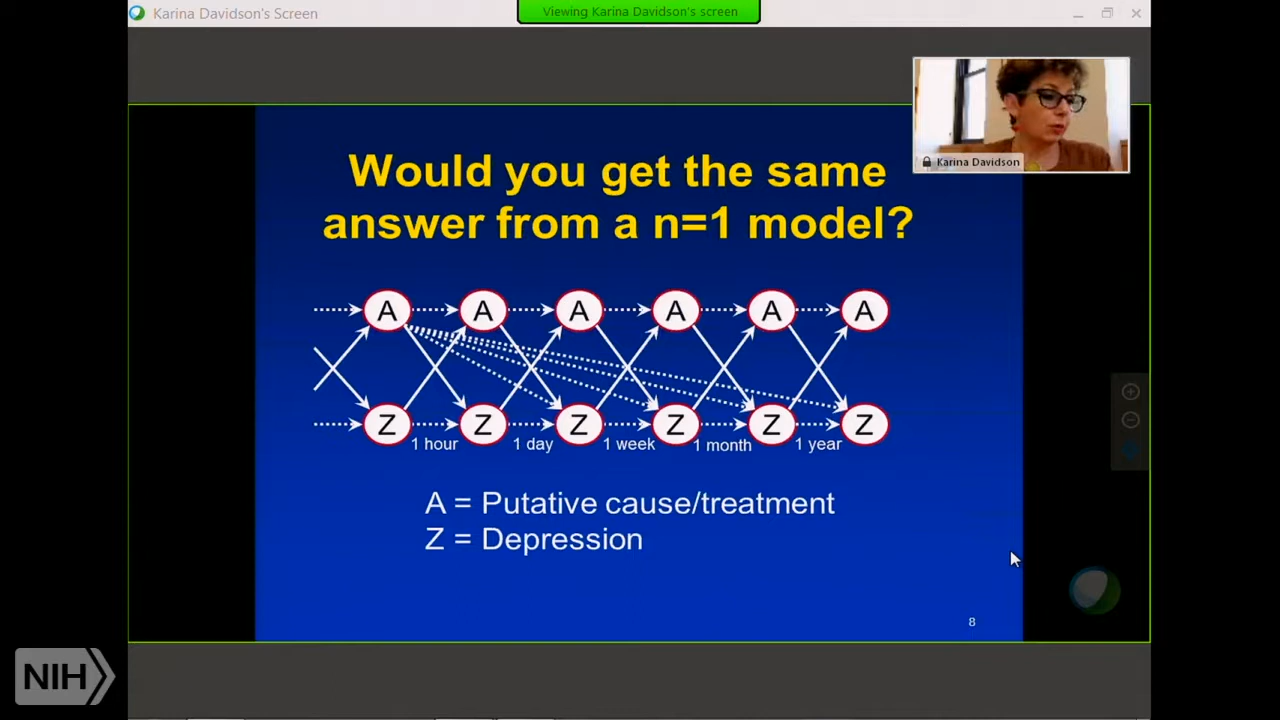 Karina Davidson's Screen
Viewing Karina Davidson's screen
Karina Davidson
Would you get the same
answer from a n=1 model?
A A A A A A
Z Z Z Z Z Z
1 hour 1 day 1 week 1 month 1 year
A = Putative cause/treatment
Z = Depression
8
NIH